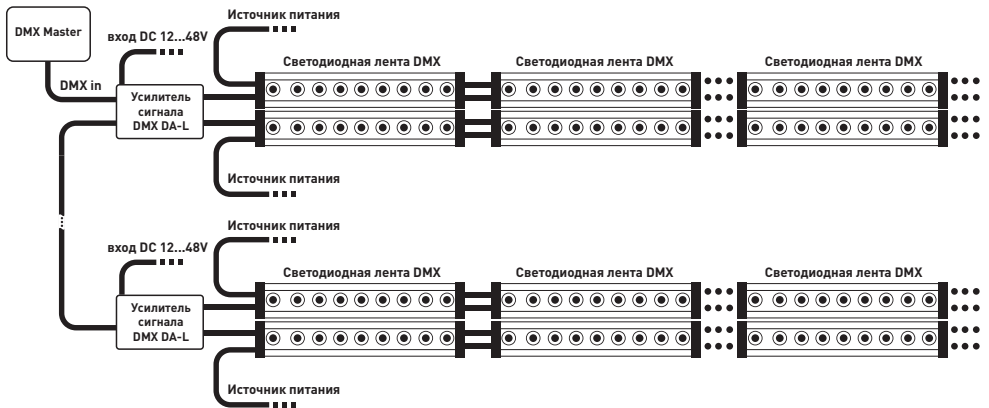 Источник питания
DMX Master
вход DC 12...48V
Светодиодная лента DMX
Светодиодная лента DMX
Светодиодная лента DMX
DMX in
Усилитель
сигнала
DMX DA-L
Источник питания
Источник питания
вход DC 12...48V
Светодиодная лента DMX
Светодиодная лента DMX
Светодиодная лента DMX
Усилитель
сигнала
DMX DA-L
Источник питания